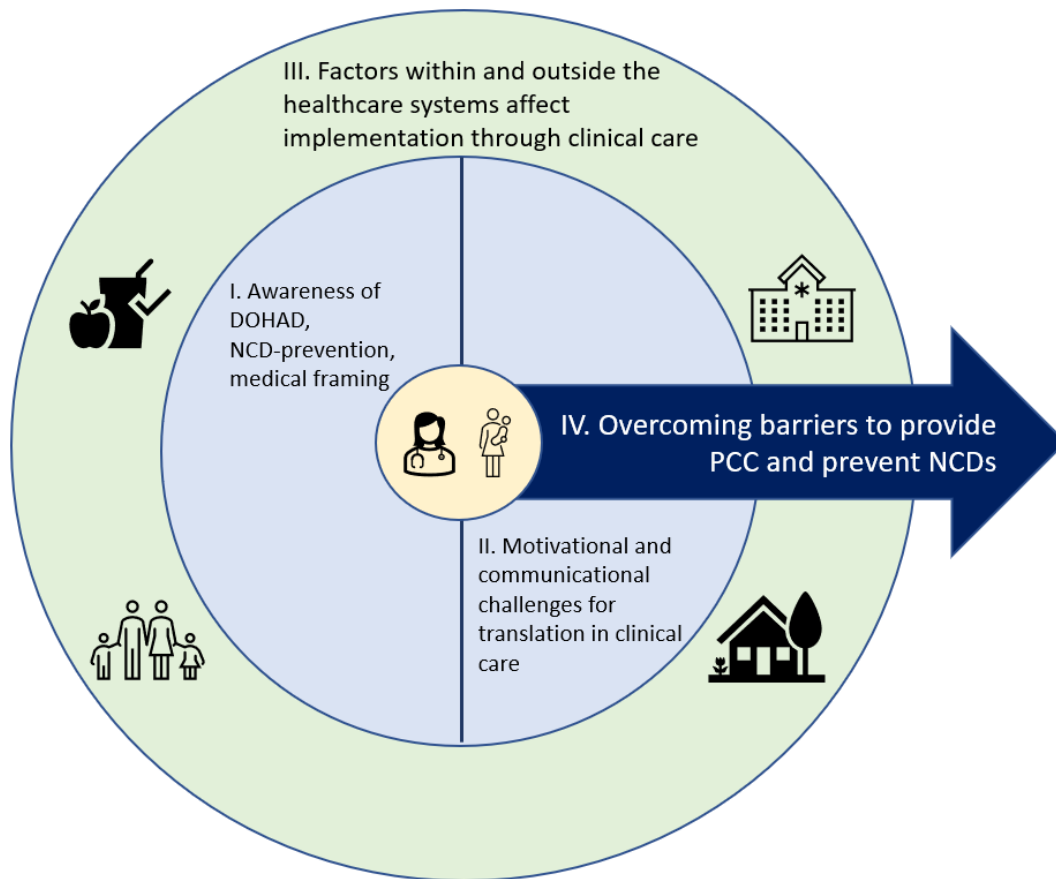 III. Factors within and outside the
healthcare systems affect
implementation through clinical care
I. Awareness of
DOHAD,
NCD-prevention,
medical framing
IV. Overcoming barriers to provide
PCC and prevent NCDs
II. Motivational and
communicational
challenges for
translation in clinical
care